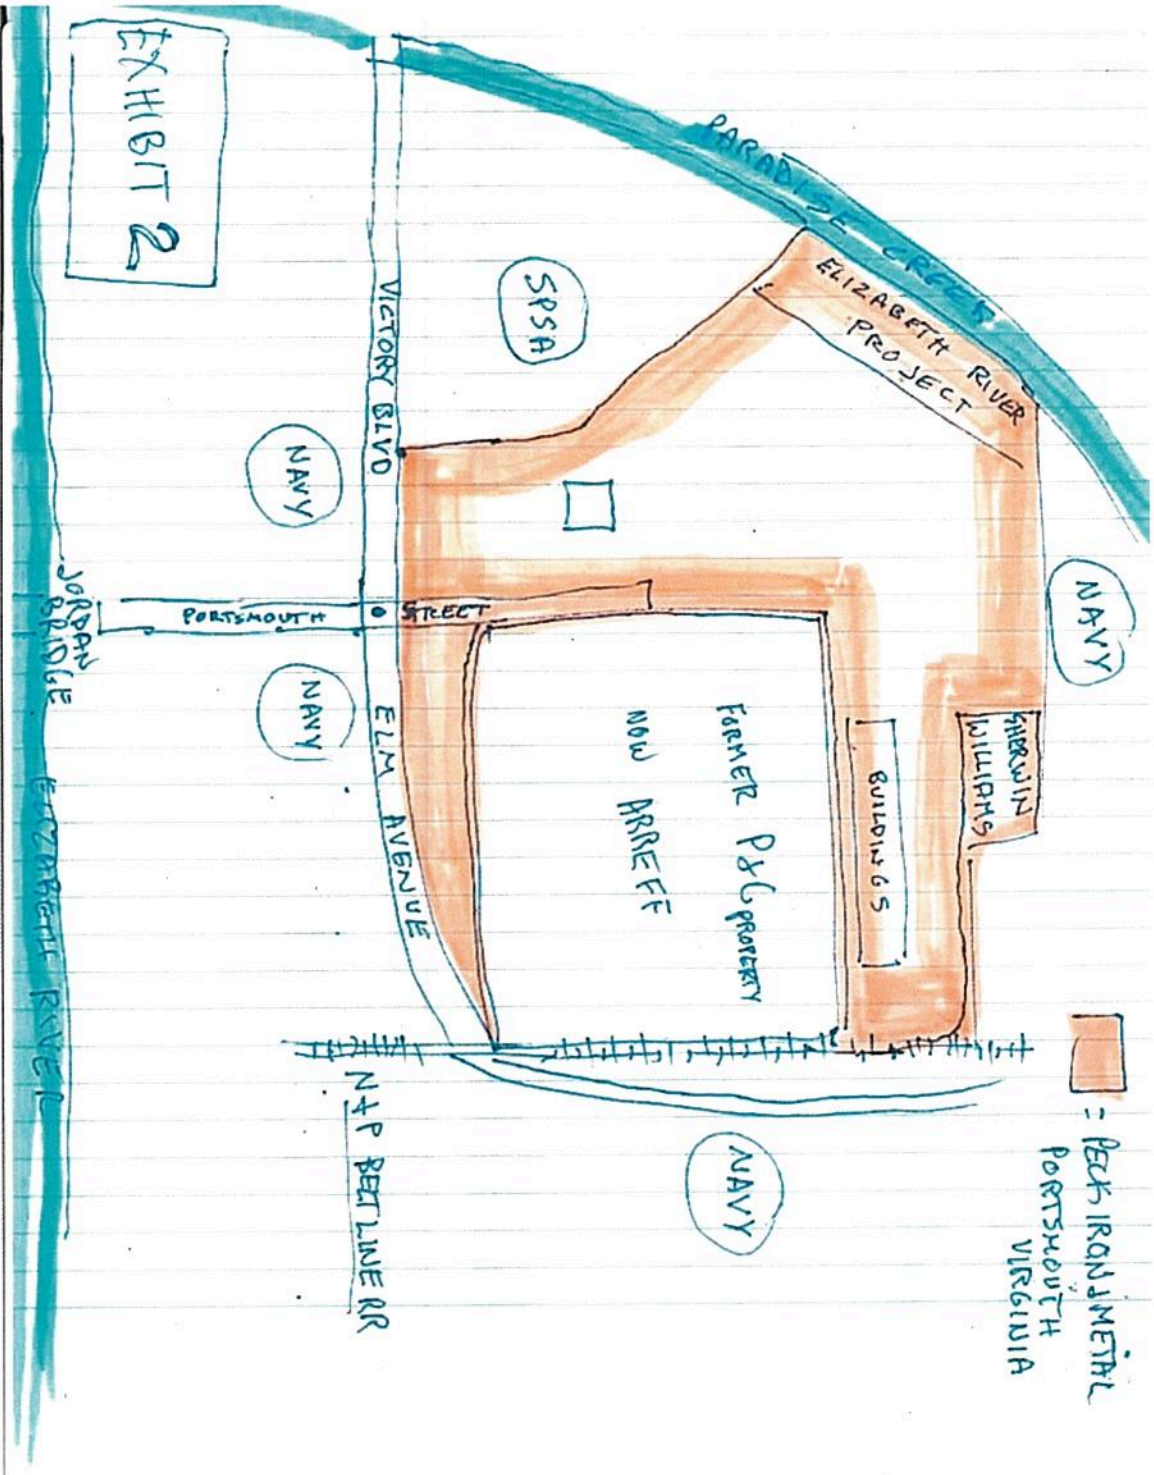 EXHIBIT 2
PARADISE CREEK
ELIZABETH RIVER
PROJECT
SPSA
VICTORY BLVD
NAVY
NAVY
SHERWIN
WILLIAMS
BUILDINGS
FORMER P&G PROPERTY
NOW ARREFF
PORTSMOUTH STREET
NAVY
ELM AVENUE
JORDAN
BRIDGE
ELIZABETH RIVER
N+P BELTLINE RR
NAVY
= PECK IRON & METAL
PORTSMOUTH
VIRGINIA